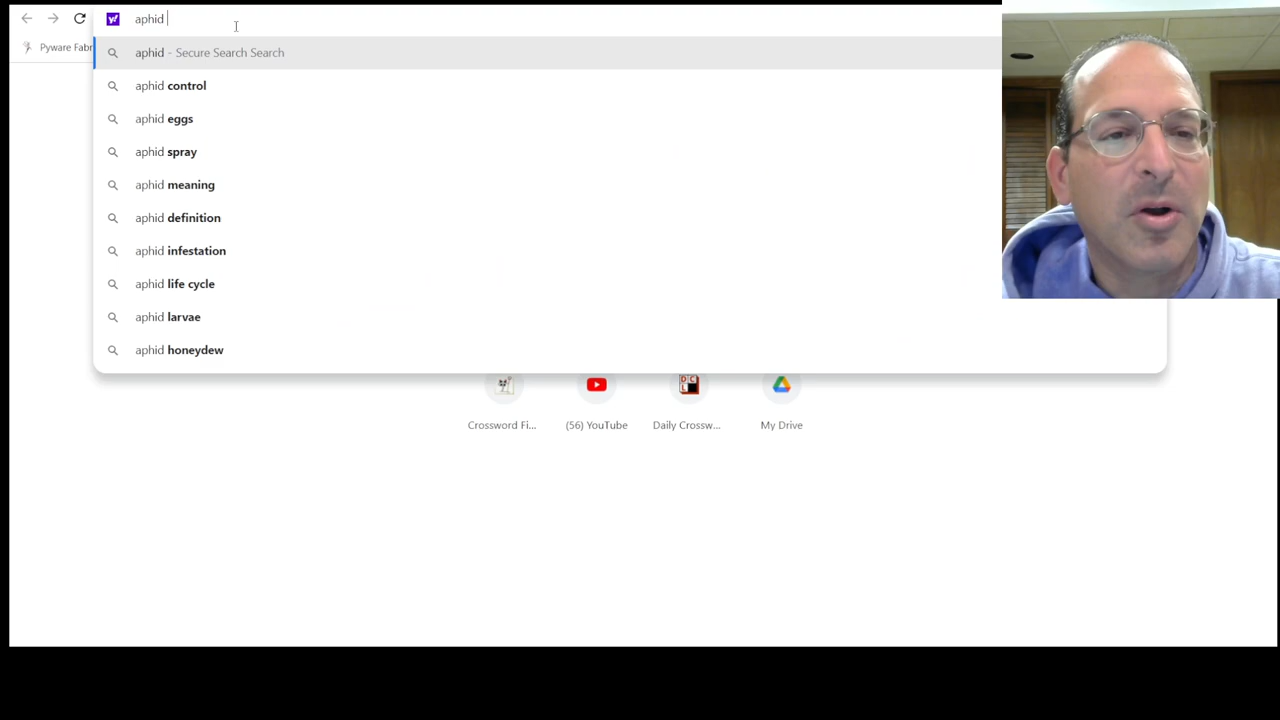 y!
aphid
Pyware Fabr
aphid - Secure Search Search
aphid control
aphid eggs
aphid spray
aphid meaning
aphid definition
aphid infestation
aphid life cycle
aphid larvae
aphid honeydew
Crossword Fi... (56) YouTube Daily Crossw... My Drive